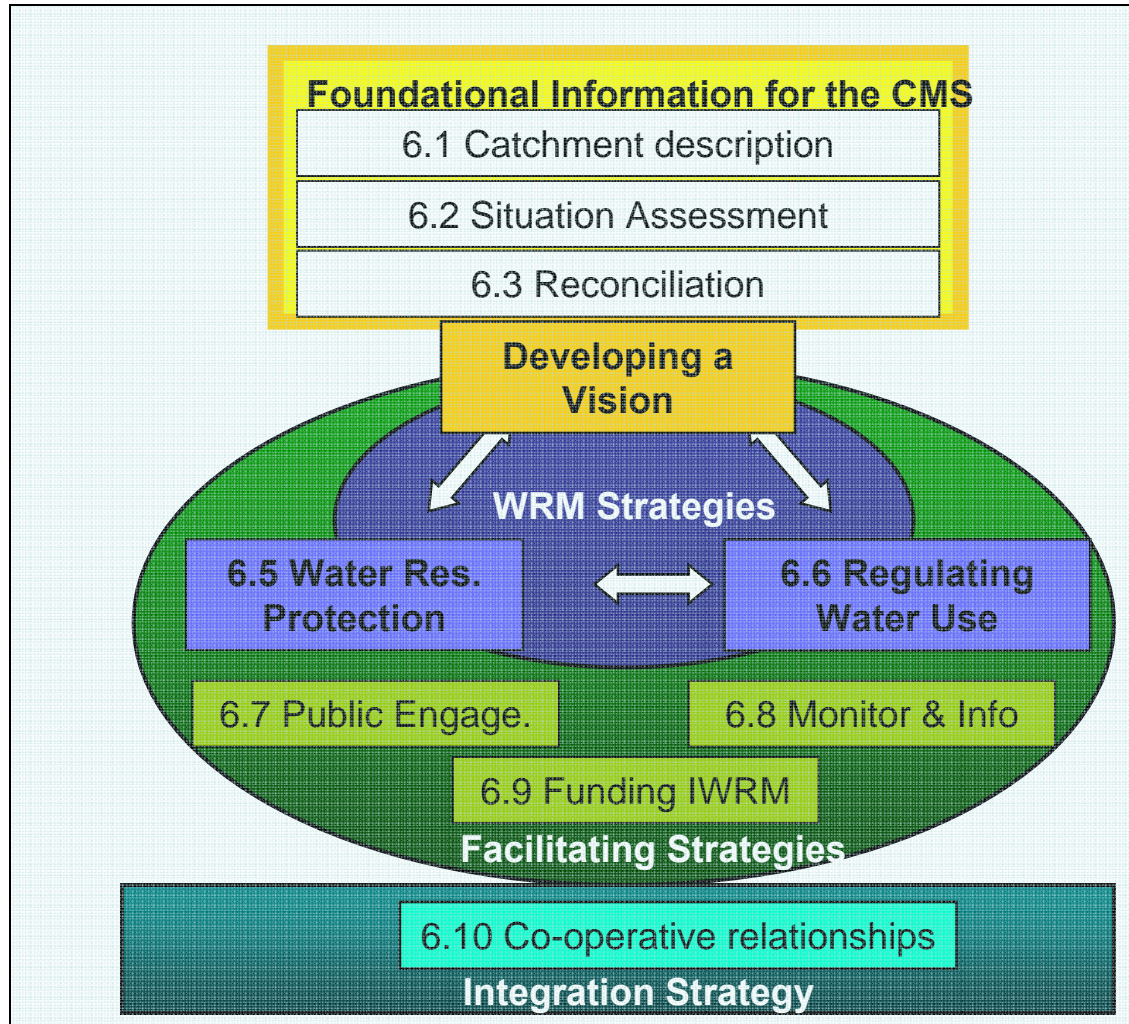 Foundational Information for the CMS
6.1 Catchment description
6.2 Situation Assessment
6.3 Reconciliation
Developing a
Vision
WRM Strategies
6.5 Water Res.
Protection
6.6 Regulating
Water Use
6.7 Public Engage.
6.8 Monitor & Info
6.9 Funding IWRM
Facilitating Strategies
6.10 Co-operative relationships
Integration Strategy